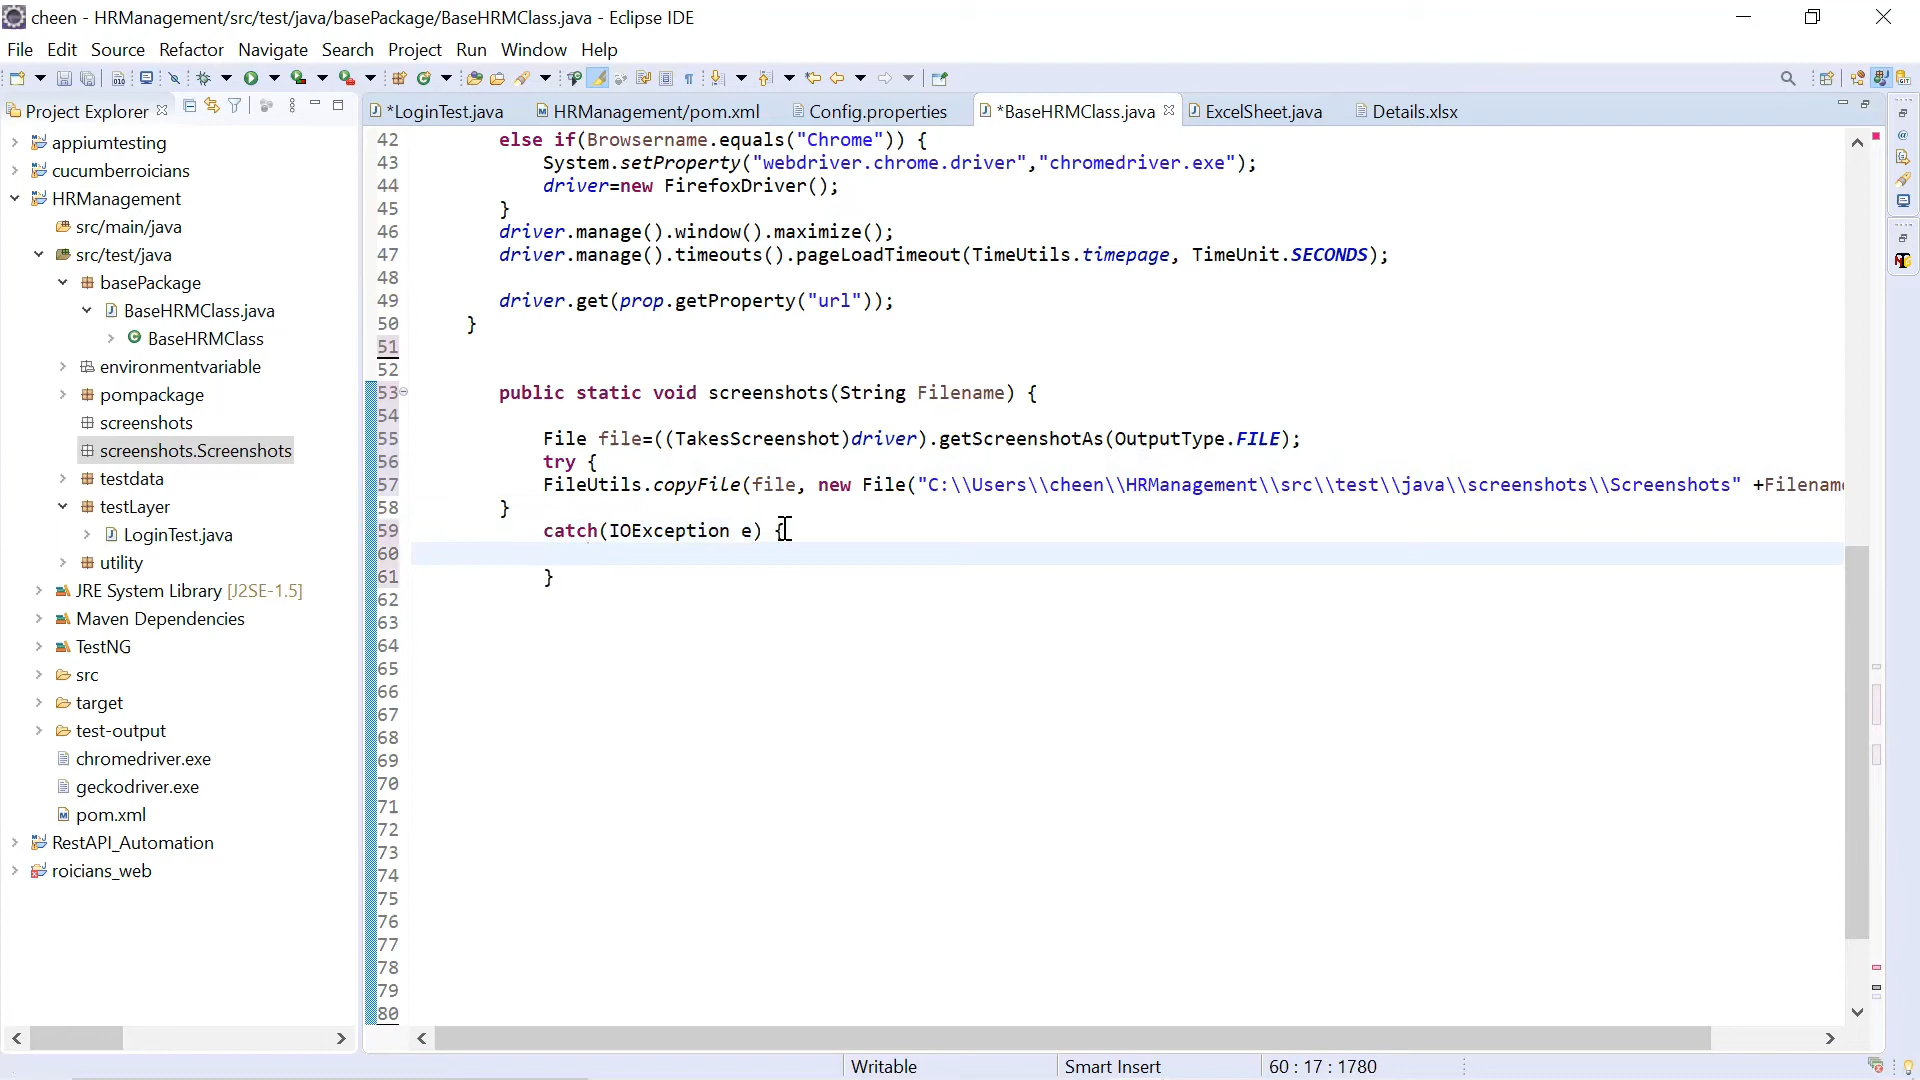 cheen - HRManagement/src/test/java/basePackage/BaseHRMClass.java - Eclipse IDE
File Edit Source Refactor Navigate Search Project Run Window Help
Project Explorer
*LoginTest.java HRManagement/pom.xml Config.properties *BaseHRMClass.java ExcelSheet.java Details.xlsx
appiumtesting
cucumberroicians
HRManagement
src/main/java
src/test/java
basePackage
BaseHRMClass.java
BaseHRMClass
environmentvariable
pompackage
screenshots
screenshots.Screenshots
testdata
testLayer
LoginTest.java
utility
JRE System Library [J2SE-1.5]
Maven Dependencies
TestNG
src
target
test-output
chromedriver.exe
geckodriver.exe
pom.xml
RestAPI_Automation
roicians_web
42 else if(Browsername.equals("Chrome")) {
43 System.setProperty("webdriver.chrome.driver","chromedriver.exe");
44 driver=new FirefoxDriver();
45 }
46 driver.manage().window().maximize();
47 driver.manage().timeouts().pageLoadTimeout(TimeUtils.timepage, TimeUnit.SECONDS);
48
49 driver.get(prop.getProperty("url"));
50 }
51
52
53 public static void screenshots(String Filename) {
54
55 File file=((TakesScreenshot)driver).getScreenshotAs(OutputType.FILE);
56 try {
57 FileUtils.copyFile(file, new File("C:\\Users\\cheen\\HRManagement\\src\\test\\java\\screenshots\\Screenshots" +Filename
58 }
59 catch(IOException e) {
60
61 }
62
63
64
65
66
67
68
69
70
71
72
73
74
75
76
77
78
79
80
Writable Smart Insert 60 : 17 : 1780